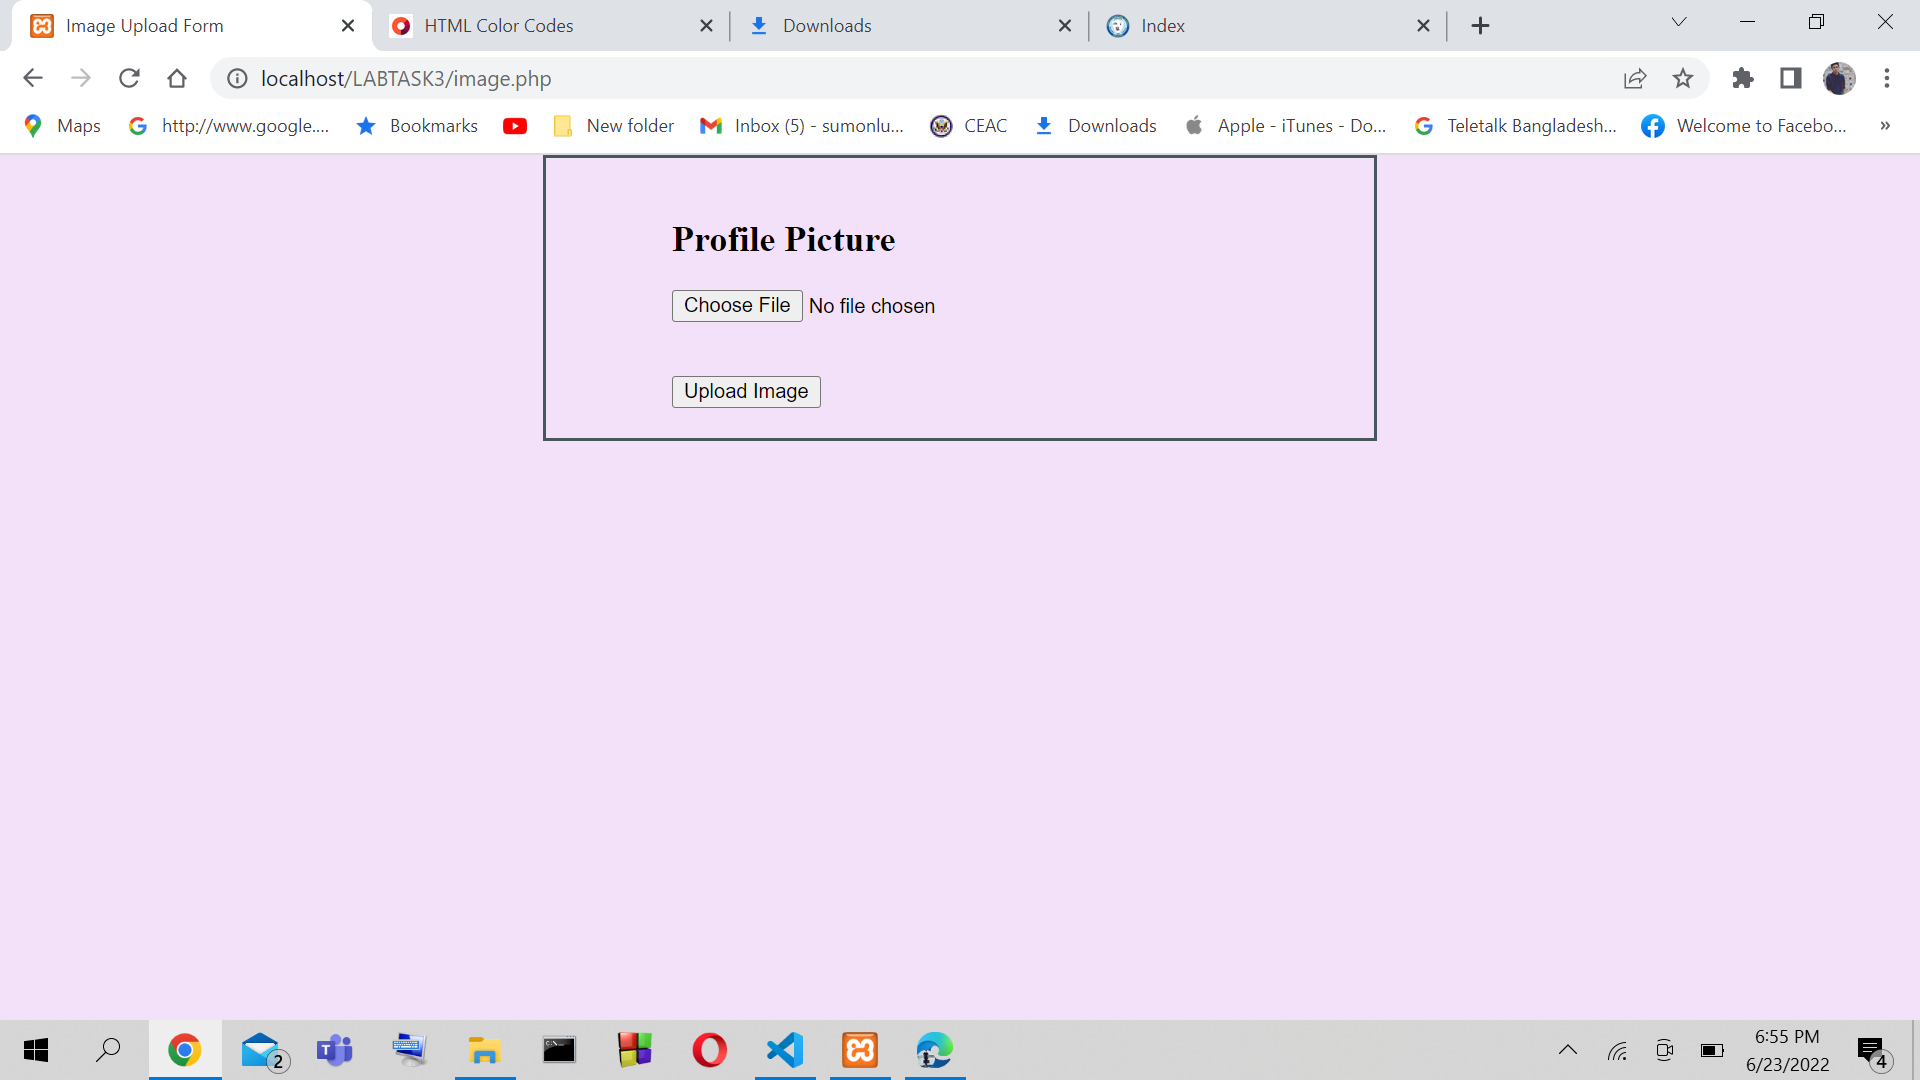 Image Upload Form
HTML Color Codes
Downloads
Index
localhost/LABTASK3/image.php
Maps
http://www.google....
Bookmarks
New folder
Inbox (5) - sumonlu...
CEAC
Downloads
Apple - iTunes - Do...
Teletalk Bangladesh...
Welcome to Facebo...
»
Profile Picture
Choose File No file chosen
Upload Image
2
6:55 PM
6/23/2022
4